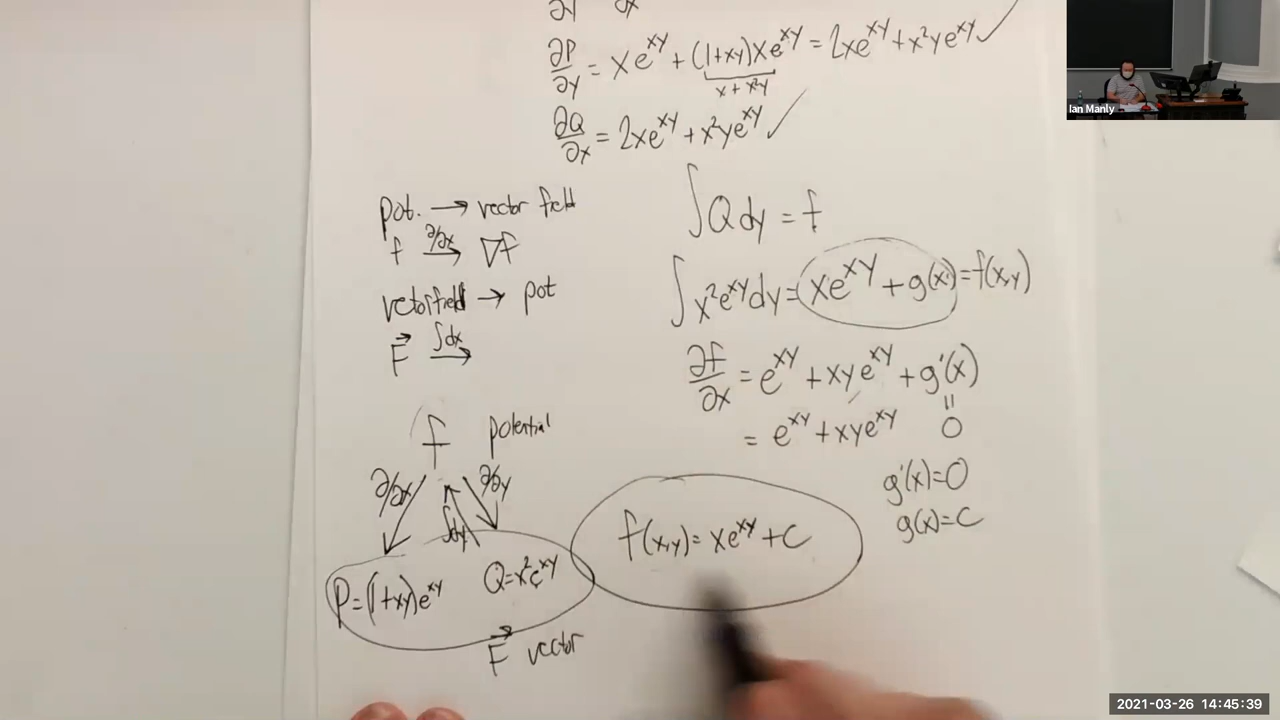 ∂y ∂x
∂P/∂y = xe^xy + (1+xy)xe^xy = 2xe^xy + x²ye^xy ✓
x + x²y
∂Q/∂x = 2xe^xy + x²ye^xy ✓
pot. → vector field
f ∂/∂x → ∇f
vector field → pot
F⃗ ∫dx →
f potential
∂/∂x ∫dy ∂/∂y
P=(1+xy)e^xy Q=x²e^xy
F⃗ vector
∫Q dy = f
∫x²e^xy dy = xe^xy + g(x) = f(x,y)
∂f/∂x = e^xy + xye^xy + g'(x)
= e^xy + xye^xy
=
0
g'(x)=0
g(x)=C
f(x,y)= xe^xy + C
Ian Manly
2021-03-26 14:45:39